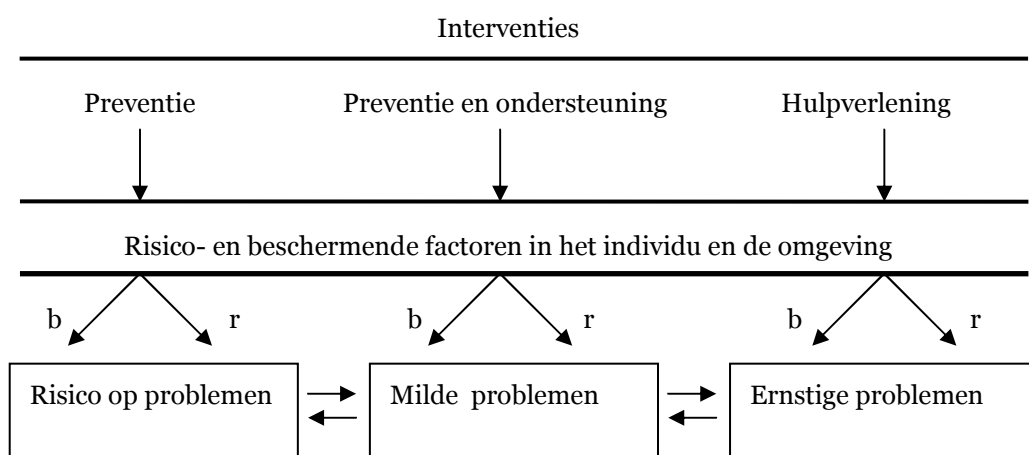 Interventies
Preventie Preventie en ondersteuning Hulpverlening
Risico- en beschermende factoren in het individu en de omgeving
b r b r b r
Risico op problemen Milde problemen Ernstige problemen